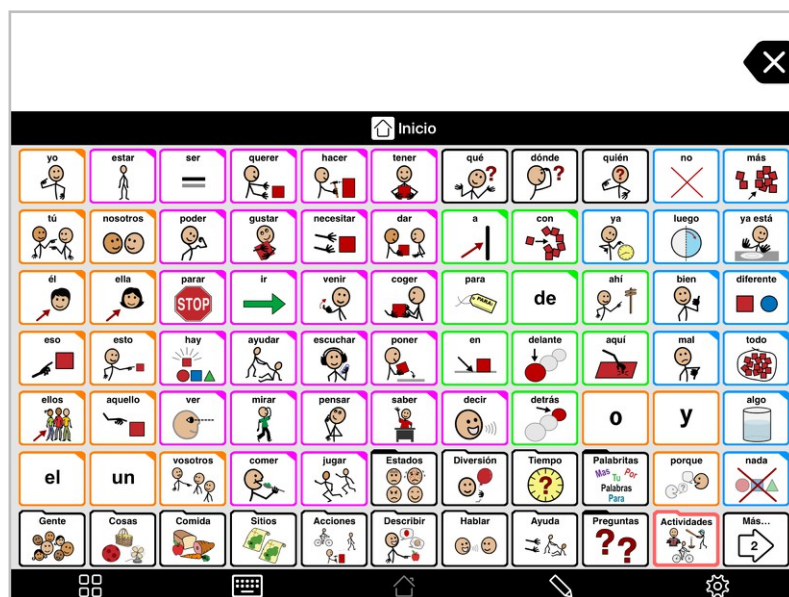 Inicio
yo estar ser querer hacer tener qué dónde quién no más
tú nosotros poder gustar necesitar dar a con ya luego ya está
él ella parar ir venir coger para de ahí bien diferente
STOP PARA:
eso esto hay ayudar escuchar poner en delante aquí mal todo
ellos aquello ver mirar pensar saber decir detrás o y algo
el un vosotros comer jugar Estados Diversión Tiempo Palabritas porque nada
Mas Tu Por
Palabras
Para
Gente Cosas Comida Sitios Acciones Describir Hablar Ayuda Preguntas Actividades Más...
2